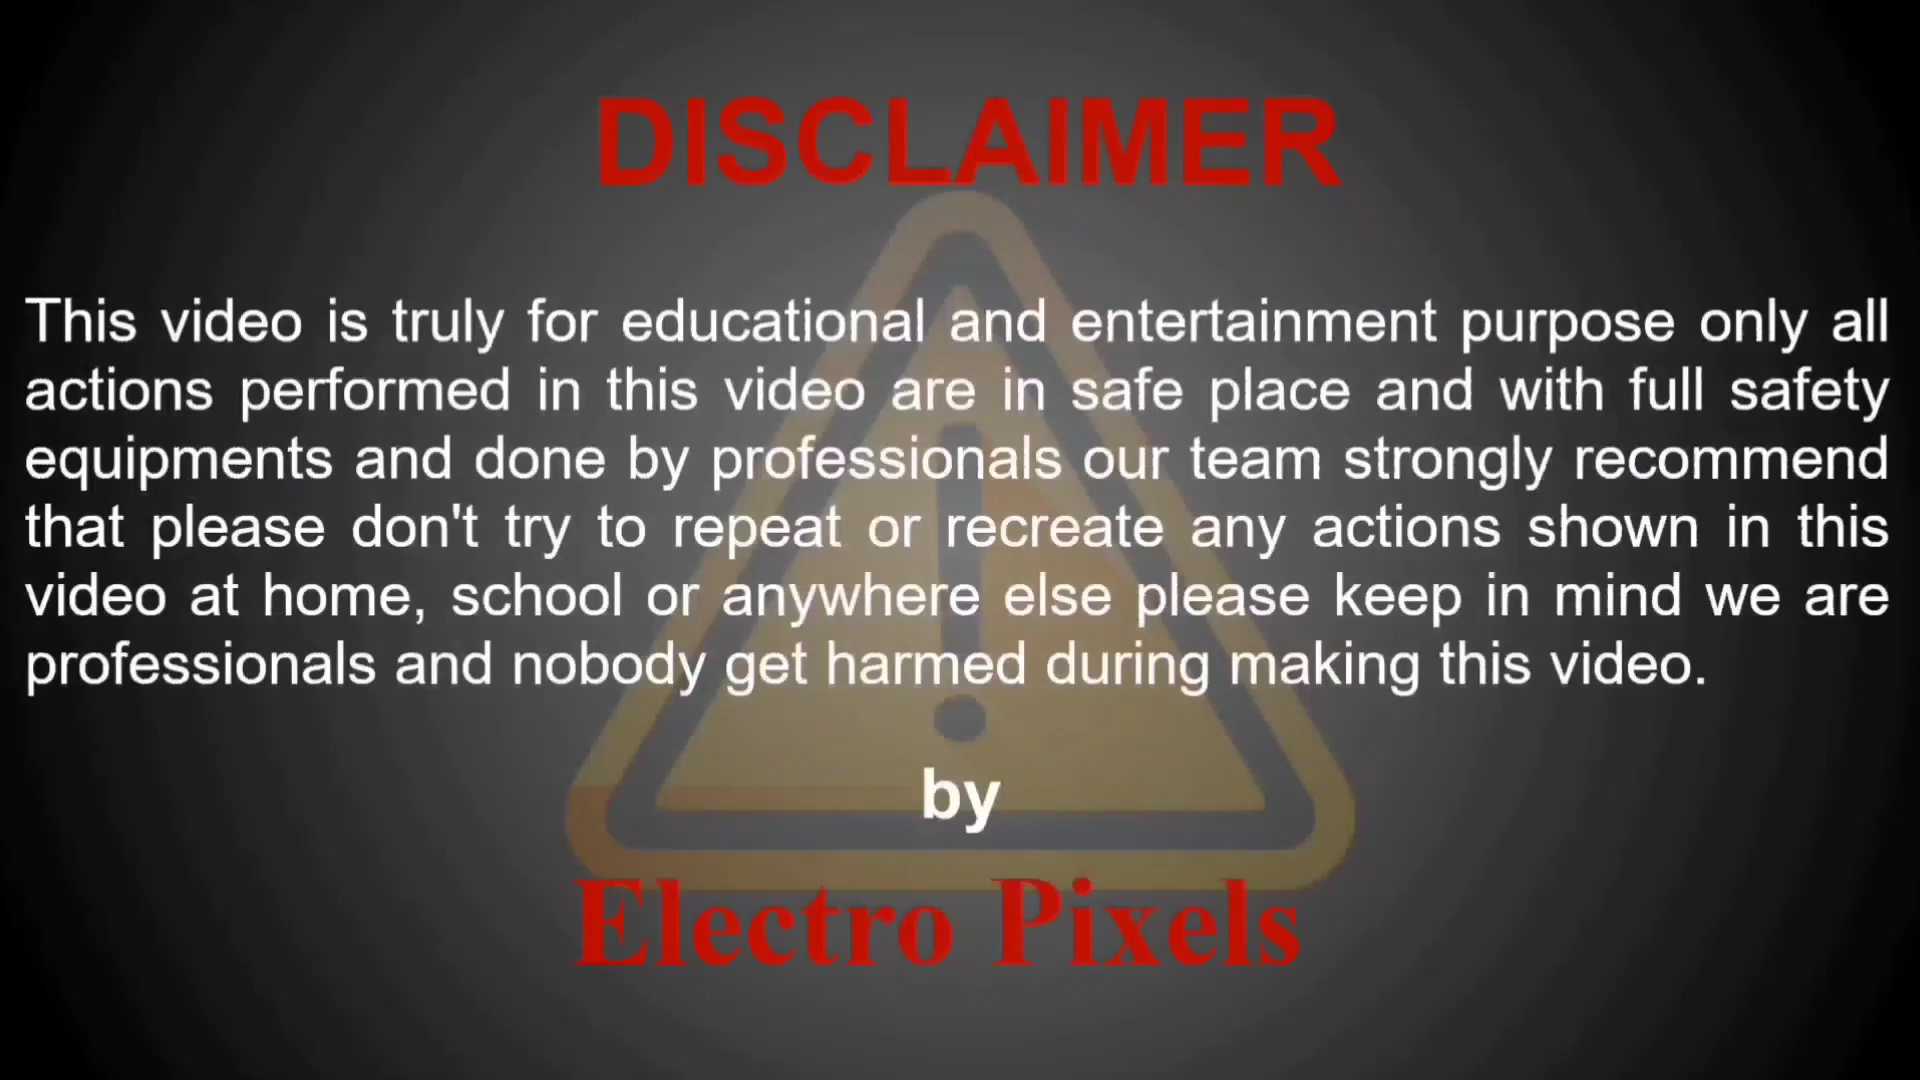 DISCLAIMER
This video is truly for educational and entertainment purpose only all
actions performed in this video are in safe place and with full safety
equipments and done by professionals our team strongly recommend
that please don't try to repeat or recreate any actions shown in this
video at home, school or anywhere else please keep in mind we are
professionals and nobody get harmed during making this video.
by
Electro Pixels